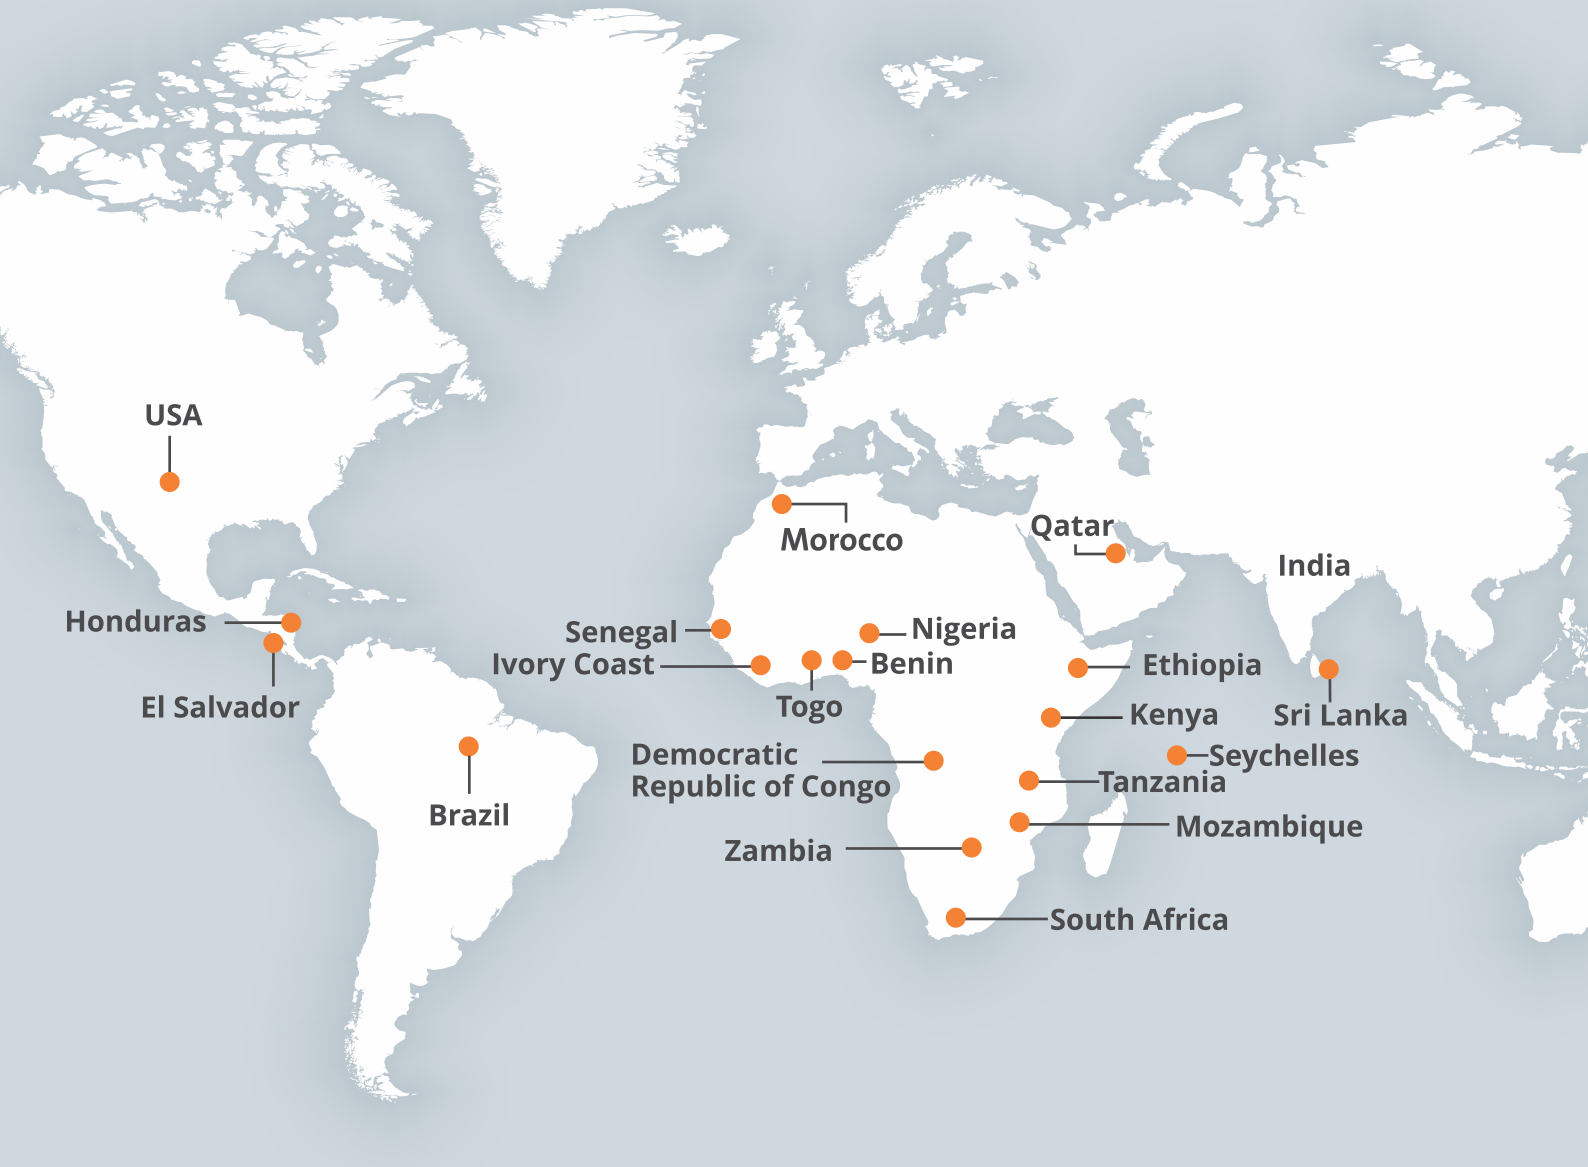 USA
Qatar
Morocco
India
Honduras
Senegal
Nigeria
Ivory Coast
Benin
Ethiopia
El Salvador
Togo
Kenya
Sri Lanka
Democratic
Republic of Congo
Seychelles
Tanzania
Brazil
Mozambique
Zambia
South Africa